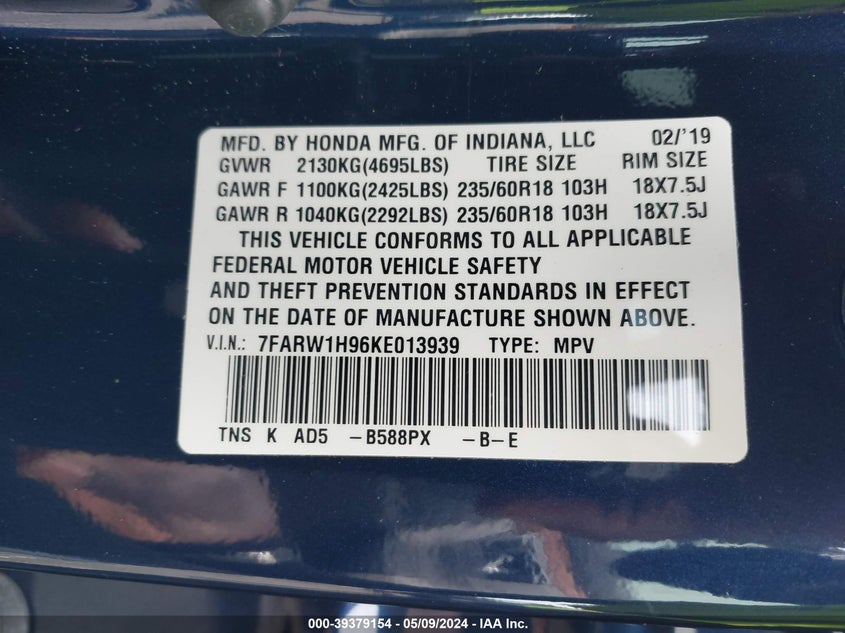 MFD. BY HONDA MFG. OF INDIANA, LLC 02/'19
GVWR 2130KG(4695LBS) TIRE SIZE RIM SIZE
GAWR F 1100KG(2425LBS) 235/60R18 103H 18X7.5J
GAWR R 1040KG(2292LBS) 235/60R18 103H 18X7.5J
THIS VEHICLE CONFORMS TO ALL APPLICABLE
FEDERAL MOTOR VEHICLE SAFETY
AND THEFT PREVENTION STANDARDS IN EFFECT
ON THE DATE OF MANUFACTURE SHOWN ABOVE.
V.I.N.: 7FARW1H96KE013939 TYPE: MPV
TNS K AD5 -B588PX -B-E
000-39379154 - 05/09/2024 - IAA Inc.